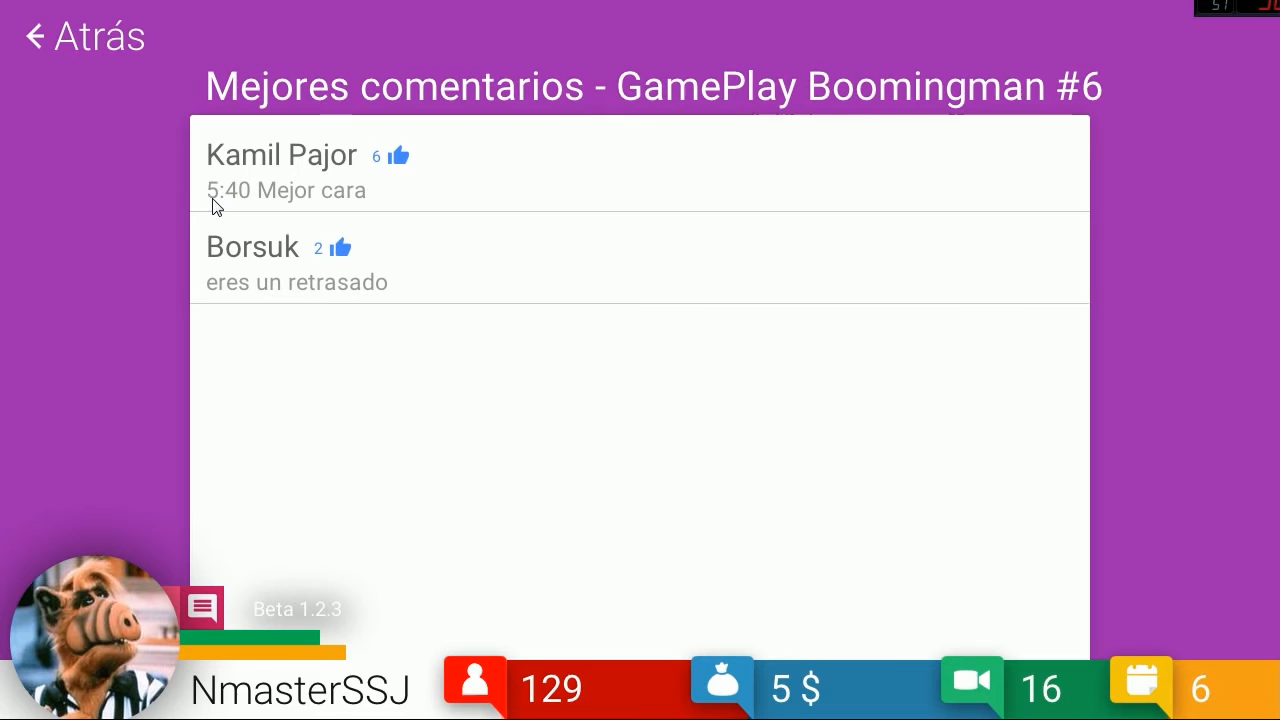 Atrás
Mejores comentarios - GamePlay Boomingman #6
Kamil Pajor 6
5:40 Mejor cara
Borsuk 2
eres un retrasado
Beta 1.2.3
NmasterSSJ 129 5 $ 16 6